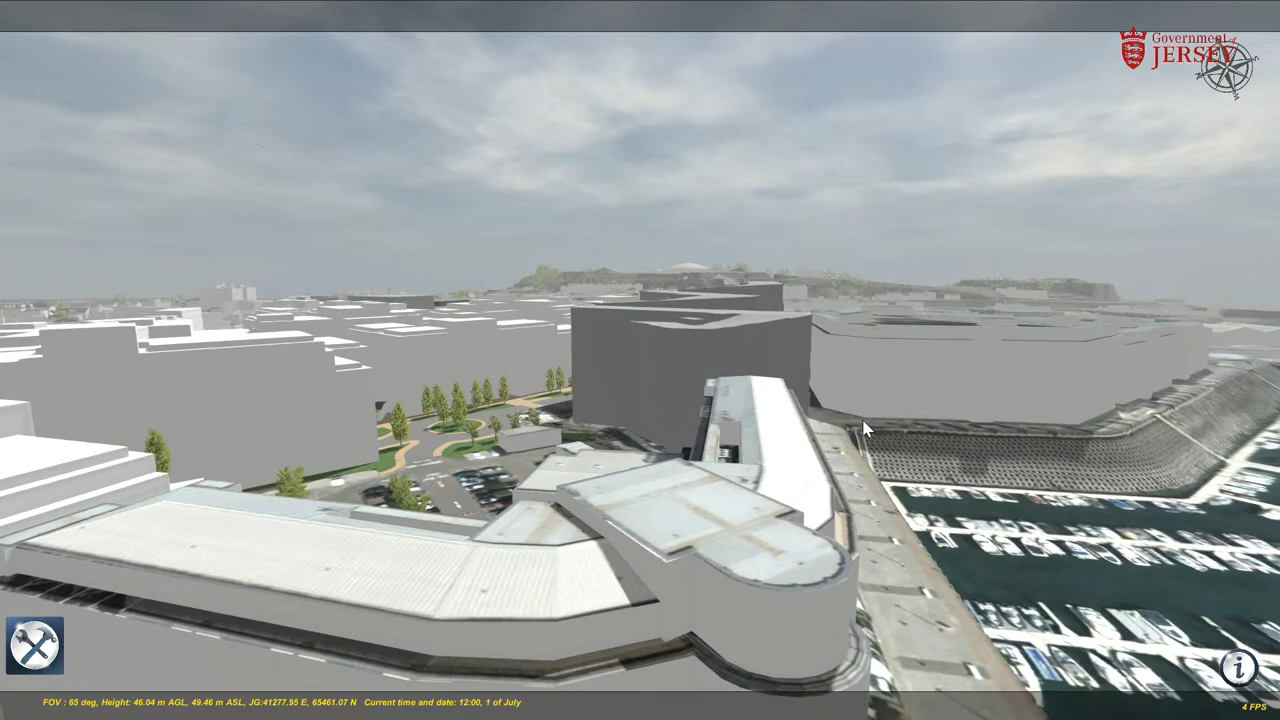 Government of
JERSEY
FOV : 65 deg, Height: 46.04 m AGL, 49.46 m ASL, JG:41277.95 E, 65461.07 N Current time and date: 12:00, 1 of July
4 FPS